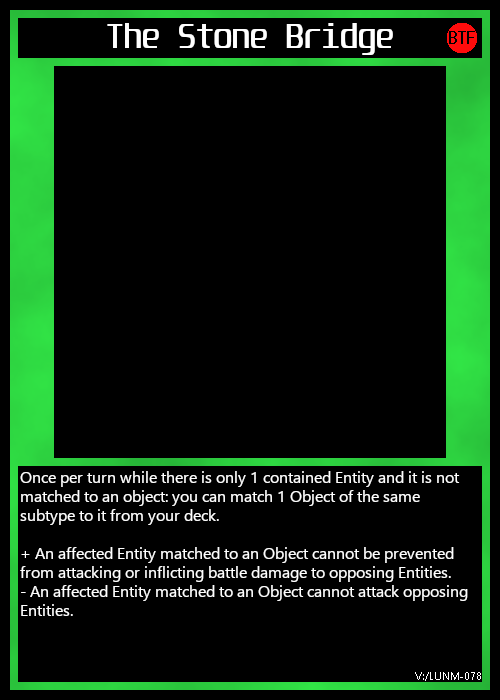 The Stone Bridge
BTF
Once per turn while there is only 1 contained Entity and it is not
matched to an object: you can match 1 Object of the same
subtype to it from your deck.
+ An affected Entity matched to an Object cannot be prevented
from attacking or inflicting battle damage to opposing Entities.
- An affected Entity matched to an Object cannot attack opposing
Entities.
V:/LUNM-078